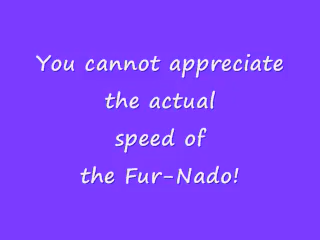 You cannot appreciate
the actual
speed of
the Fur-Nado!